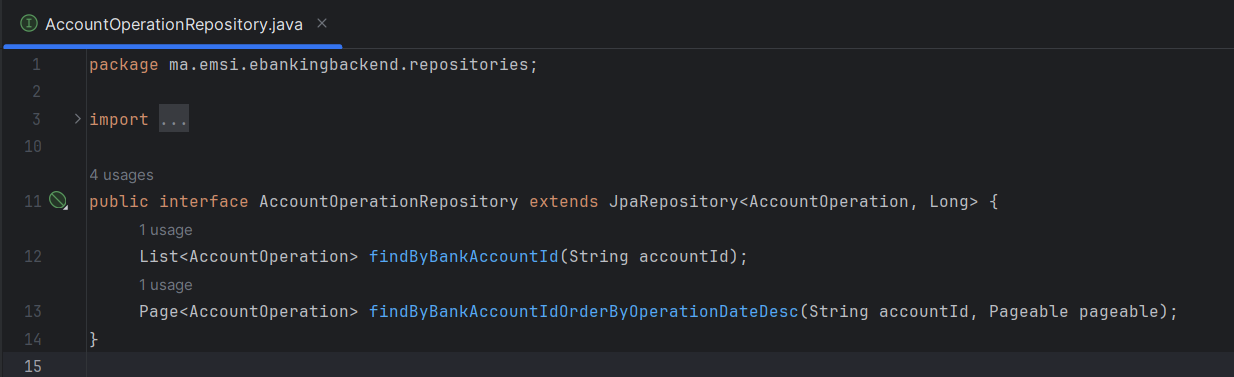 AccountOperationRepository.java
1 package ma.emsi.ebankingbackend.repositories;
2
3 import ...
10
4 usages
11 public interface AccountOperationRepository extends JpaRepository<AccountOperation, Long> {
1 usage
12 List<AccountOperation> findByBankAccountId(String accountId);
1 usage
13 Page<AccountOperation> findByBankAccountIdOrderByOperationDateDesc(String accountId, Pageable pageable);
14 }
15